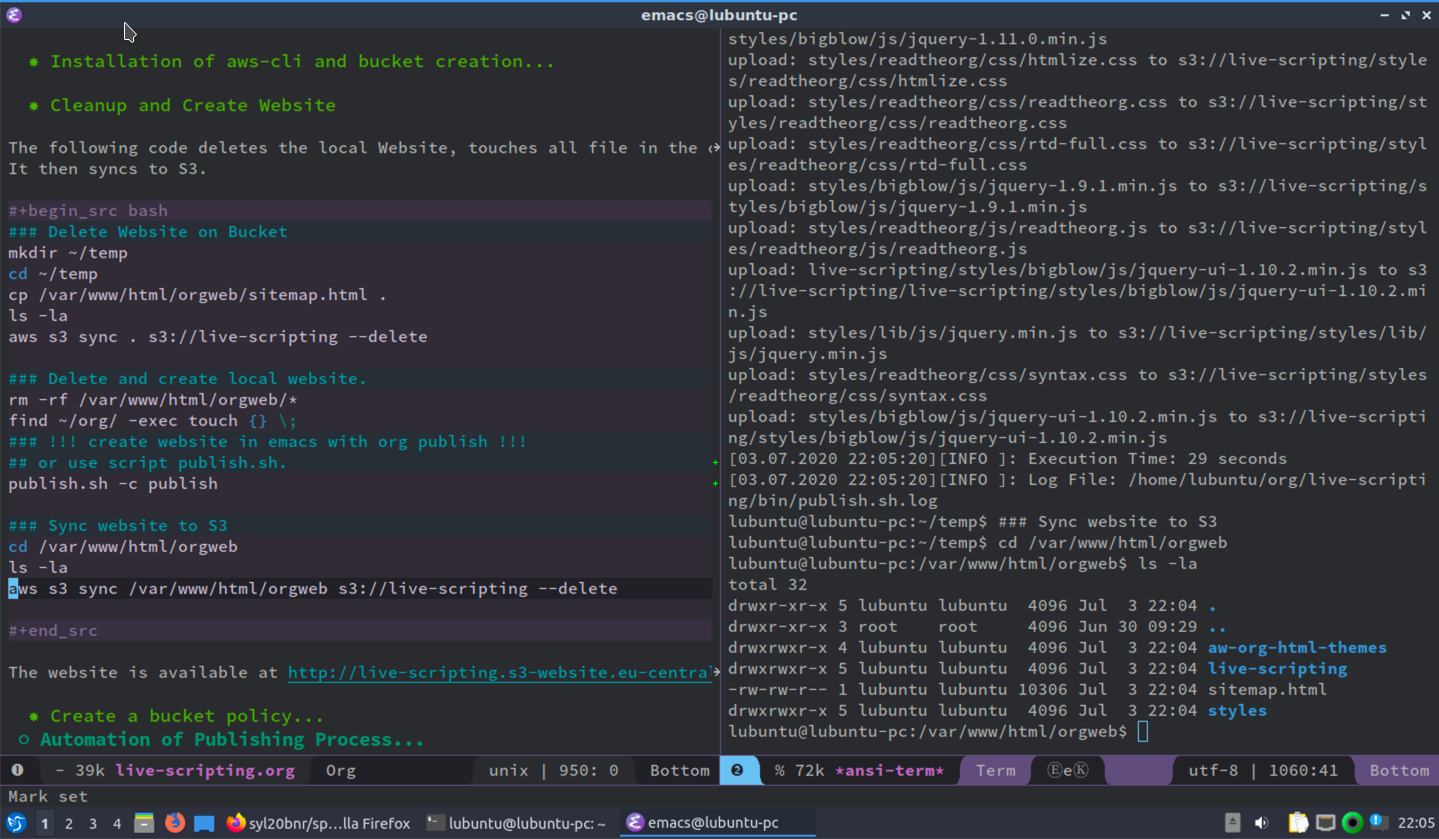 emacs@lubuntu-pc
✸ Installation of aws-cli and bucket creation...
✸ Cleanup and Create Website
The following code deletes the local Website, touches all file in the
It then syncs to S3.
#+begin_src bash
### Delete Website on Bucket
mkdir ~/temp
cd ~/temp
cp /var/www/html/orgweb/sitemap.html .
ls -la
aws s3 sync . s3://live-scripting --delete
### Delete and create local website.
rm -rf /var/www/html/orgweb/*
find ~/org/ -exec touch {} \;
### !!! create website in emacs with org publish !!!
## or use script publish.sh.
publish.sh -c publish
### Sync website to S3
cd /var/www/html/orgweb
ls -la
aws s3 sync /var/www/html/orgweb s3://live-scripting --delete
#+end_src
The website is available at http://live-scripting.s3-website.eu-central
✸ Create a bucket policy...
○ Automation of Publishing Process...
styles/bigblow/js/jquery-1.11.0.min.js
upload: styles/readtheorg/css/htmlize.css to s3://live-scripting/style
s/readtheorg/css/htmlize.css
upload: styles/readtheorg/css/readtheorg.css to s3://live-scripting/st
yles/readtheorg/css/readtheorg.css
upload: styles/readtheorg/css/rtd-full.css to s3://live-scripting/styl
es/readtheorg/css/rtd-full.css
upload: styles/bigblow/js/jquery-1.9.1.min.js to s3://live-scripting/s
tyles/bigblow/js/jquery-1.9.1.min.js
upload: styles/readtheorg/js/readtheorg.js to s3://live-scripting/styl
es/readtheorg/js/readtheorg.js
upload: live-scripting/styles/bigblow/js/jquery-ui-1.10.2.min.js to s3
://live-scripting/live-scripting/styles/bigblow/js/jquery-ui-1.10.2.mi
n.js
upload: styles/lib/js/jquery.min.js to s3://live-scripting/styles/lib/
js/jquery.min.js
upload: styles/readtheorg/css/syntax.css to s3://live-scripting/styles
/readtheorg/css/syntax.css
upload: styles/bigblow/js/jquery-ui-1.10.2.min.js to s3://live-scripti
ng/styles/bigblow/js/jquery-ui-1.10.2.min.js
[03.07.2020 22:05:20][INFO ]: Execution Time: 29 seconds
[03.07.2020 22:05:20][INFO ]: Log File: /home/lubuntu/org/live-scripti
ng/bin/publish.sh.log
lubuntu@lubuntu-pc:~/temp$ ### Sync website to S3
lubuntu@lubuntu-pc:~/temp$ cd /var/www/html/orgweb
lubuntu@lubuntu-pc:/var/www/html/orgweb$ ls -la
total 32
drwxr-xr-x 5 lubuntu lubuntu  4096 Jul  3 22:04 .
drwxr-xr-x 3 root    root     4096 Jun 30 09:29 ..
drwxrwxr-x 4 lubuntu lubuntu  4096 Jul  3 22:04 aw-org-html-themes
drwxrwxr-x 5 lubuntu lubuntu  4096 Jul  3 22:04 live-scripting
-rw-rw-r-- 1 lubuntu lubuntu 10306 Jul  3 22:04 sitemap.html
drwxrwxr-x 5 lubuntu lubuntu  4096 Jul  3 22:04 styles
lubuntu@lubuntu-pc:/var/www/html/orgweb$
❶ - 39k live-scripting.org Org unix | 950: 0 Bottom ❷ % 72k *ansi-term* Term ⒺeⓀ utf-8 | 1060:41 Bottom
Mark set
1 2 3 4 syl20bnr/sp...lla Firefox lubuntu@lubuntu-pc: ~ emacs@lubuntu-pc 22:05